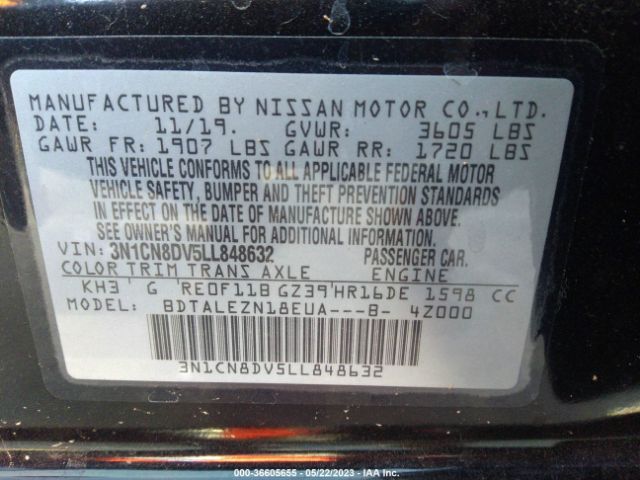 MANUFACTURED BY NISSAN MOTOR CO., LTD.
DATE: 11/19. GVWR: 3605 LBS
GAWR FR: 1907 LBS GAWR RR: 1720 LBS
THIS VEHICLE CONFORMS TO ALL APPLICABLE FEDERAL MOTOR
VEHICLE SAFETY, BUMPER AND THEFT PREVENTION STANDARDS
IN EFFECT ON THE DATE OF MANUFACTURE SHOWN ABOVE.
SEE OWNER'S MANUAL FOR ADDITIONAL INFORMATION.
VIN: 3N1CN8DV5LL848632 PASSENGER CAR.
COLOR TRIM TRANS AXLE ENGINE
KH3 G RE0F11B GZ39 HR16DE 1598 CC
MODEL: BDTALEZN18EUA---B- 4Z000
3N1CN8DV5LL848632
000-36605655 - 05/22/2023 - IAA Inc.